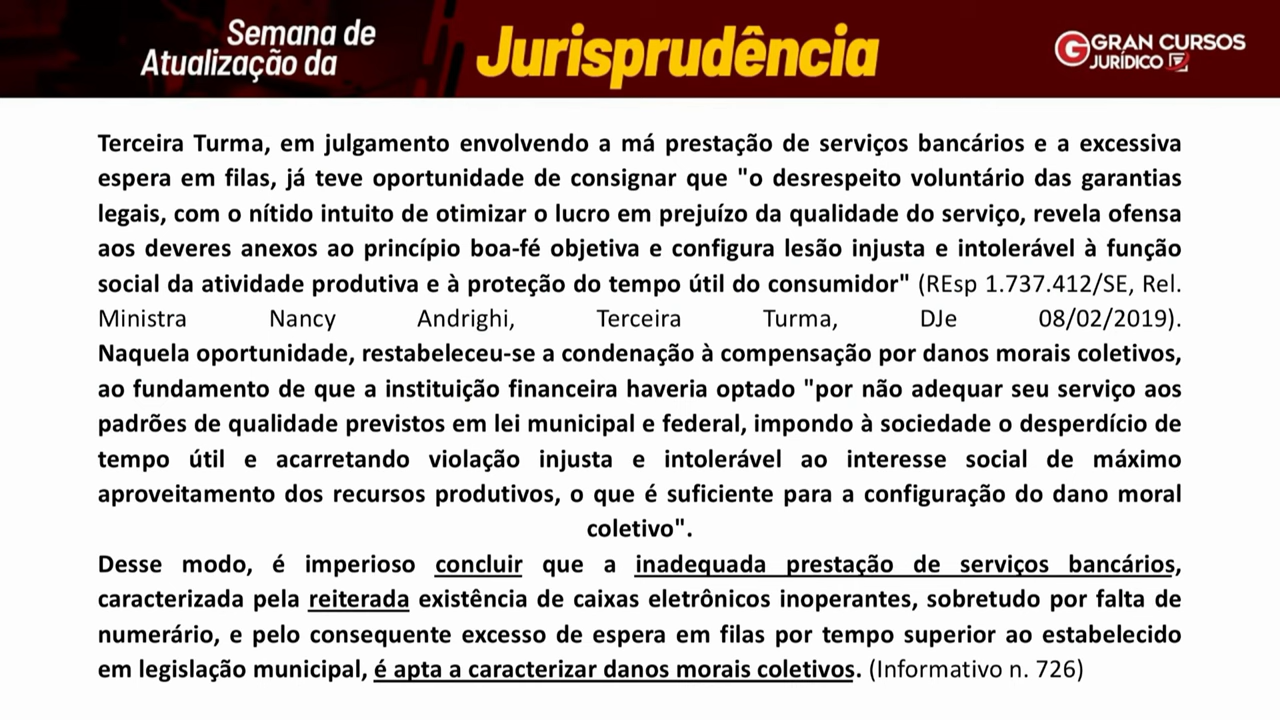 Semana de
Atualização da
Jurisprudência
GRAN CURSOS
JURÍDICO
Terceira Turma, em julgamento envolvendo a má prestação de serviços bancários e a excessiva
espera em filas, já teve oportunidade de consignar que "o desrespeito voluntário das garantias
legais, com o nítido intuito de otimizar o lucro em prejuízo da qualidade do serviço, revela ofensa
aos deveres anexos ao princípio boa-fé objetiva e configura lesão injusta e intolerável à função
social da atividade produtiva e à proteção do tempo útil do consumidor" (REsp 1.737.412/SE, Rel.
Ministra Nancy Andrighi, Terceira Turma, DJe 08/02/2019).
Naquela oportunidade, restabeleceu-se a condenação à compensação por danos morais coletivos,
ao fundamento de que a instituição financeira haveria optado "por não adequar seu serviço aos
padrões de qualidade previstos em lei municipal e federal, impondo à sociedade o desperdício de
tempo útil e acarretando violação injusta e intolerável ao interesse social de máximo
aproveitamento dos recursos produtivos, o que é suficiente para a configuração do dano moral
coletivo".
Desse modo, é imperioso concluir que a inadequada prestação de serviços bancários,
caracterizada pela reiterada existência de caixas eletrônicos inoperantes, sobretudo por falta de
numerário, e pelo consequente excesso de espera em filas por tempo superior ao estabelecido
em legislação municipal, é apta a caracterizar danos morais coletivos. (Informativo n. 726)